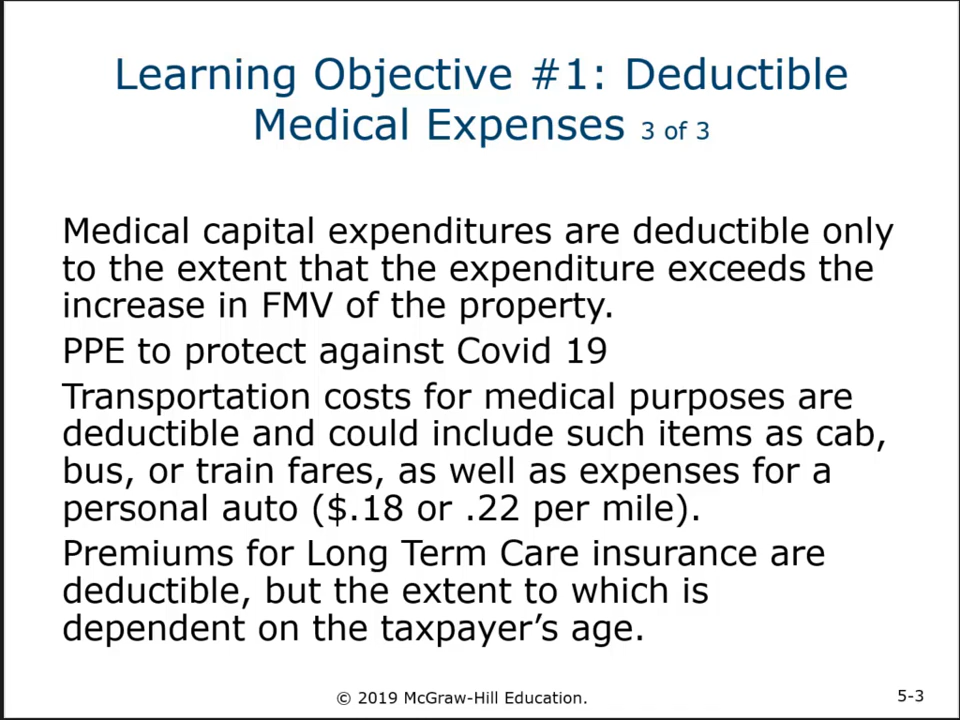 Learning Objective #1: Deductible
Medical Expenses 3 of 3
Medical capital expenditures are deductible only
to the extent that the expenditure exceeds the
increase in FMV of the property.
PPE to protect against Covid 19
Transportation costs for medical purposes are
deductible and could include such items as cab,
bus, or train fares, as well as expenses for a
personal auto ($.18 or .22 per mile).
Premiums for Long Term Care insurance are
deductible, but the extent to which is
dependent on the taxpayer’s age.
© 2019 McGraw-Hill Education.
5-3